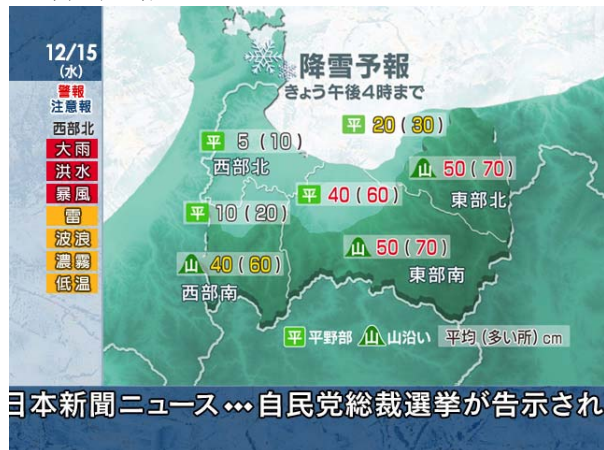 12/15
(水)
警報
注意報
西部北
大雨
洪水
暴風
雷
波浪
濃霧
低温
降雪予報
きょう午後4時まで
平 20(30)
平 5(10)
西部北
山 50(70)
東部北
平 40(60)
平 10(20)
山 50(70)
東部南
山 40(60)
西部南
平 平野部 山 山沿い 平均(多い所)cm
日本新聞ニュース…自民党総裁選挙が告示され